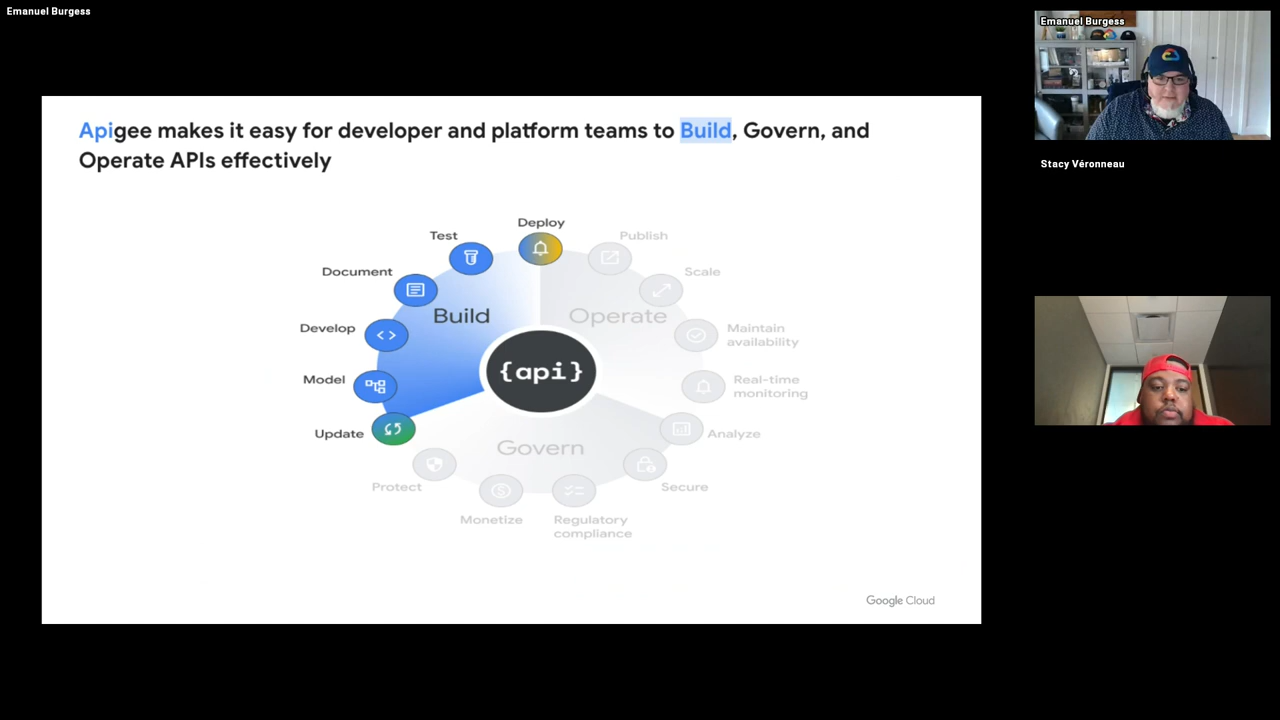 Emanuel Burgess
Emanuel Burgess
Stacy Véronneau
Apigee makes it easy for developer and platform teams to Build, Govern, and
Operate APIs effectively
Deploy
Test
Publish
Document
Scale
Build
Operate
Develop
Maintain
availability
{api}
Model
Real-time
monitoring
Update
Analyze
Govern
Protect
Secure
Monetize
Regulatory
compliance
Google Cloud